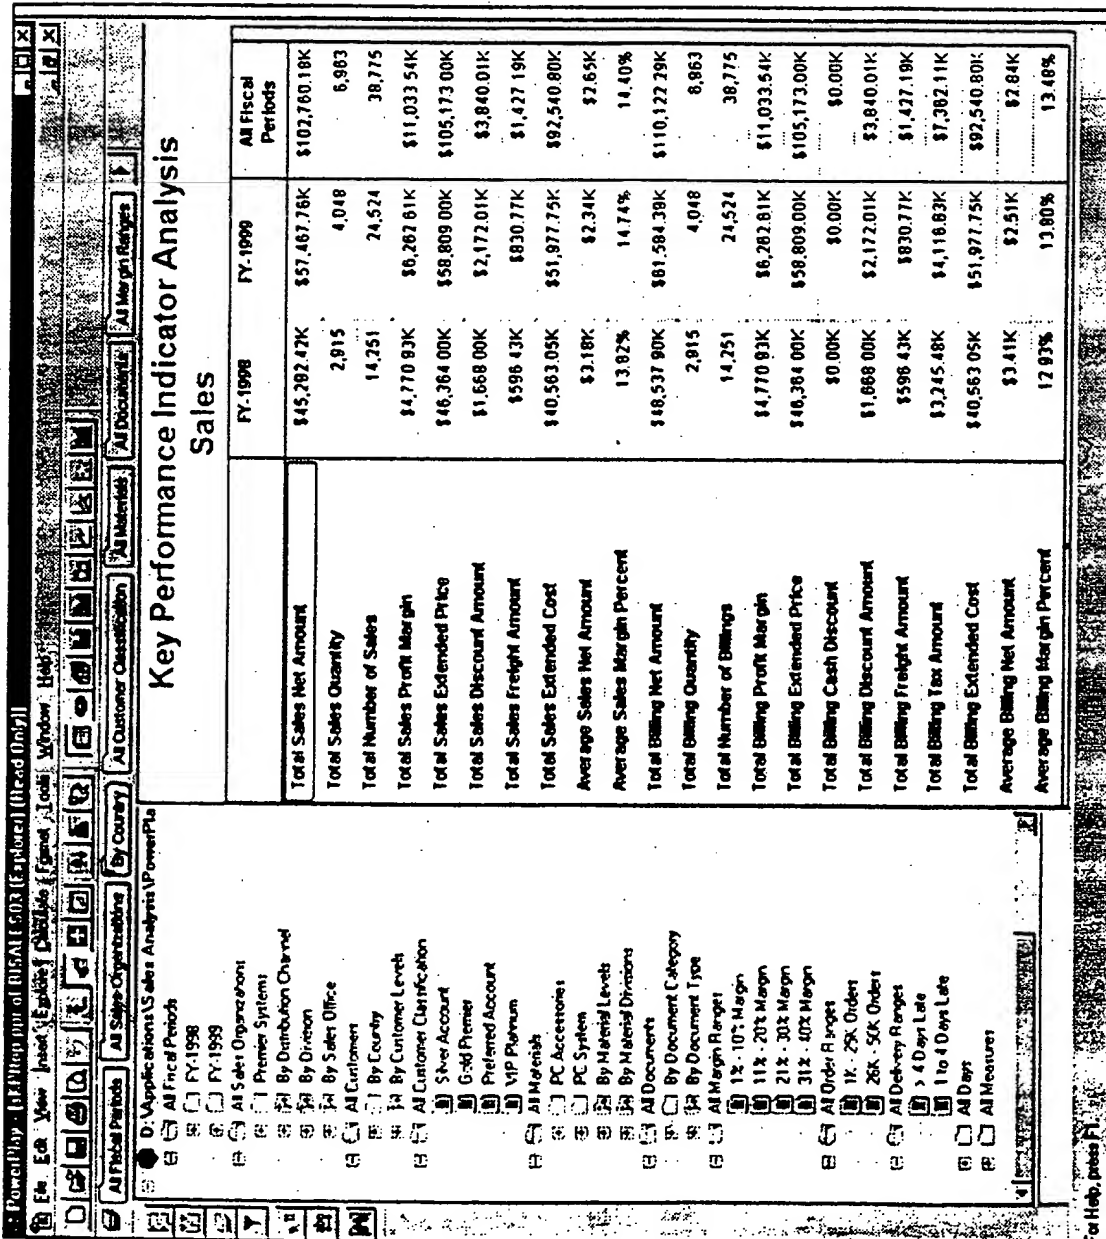 PowerPlay - [14.Rep.ppr of RISALES03 (Explorer) (Read Only)]
File Edit View Insert Explore Calculate Format Tools Window Help
All Fiscal Periods All Sales Organizations By Country All Customer Classification All Materials All Documents All Margin Ranges
D:\Applications\Sales Analysis\PowerPla
All Fiscal Periods
FY-1998
FY-1999
All Sales Organizations
Premier Systems
By Distribution Channel
By Division
By Sales Office
All Customers
By Country
By Customer Levels
All Customer Classification
Silver Account
Gold Premier
Preferred Account
VIP Platinum
All Materials
PC Accessories
PC System
By Material Levels
By Material Divisions
All Documents
By Document Category
By Document Type
All Margin Ranges
1% - 10% Margin
11% - 20% Margin
21% - 30% Margin
31% - 40% Margin
All Order Ranges
1K - 25K Orders
26K - 50K Orders
All Delivery Ranges
> 4 Days Late
1 to 4 Days Late
All Days
All Measures
Key Performance Indicator Analysis
Sales
FY-1998 FY-1999 All Fiscal Periods
Total Sales Net Amount $45,292.42K $57,467.76K $102,760.18K
Total Sales Quantity 2,915 4,048 6,963
Total Number of Sales 14,251 24,524 38,775
Total Sales Profit Margin $4,770 93K $6,262 61K $11,033 54K
Total Sales Extended Price $46,364 00K $58,809 00K $105,173 00K
Total Sales Discount Amount $1,668 00K $2,172.01K $3,840.01K
Total Sales Freight Amount $596 43K $830.77K $1,427 19K
Total Sales Extended Cost $40,563.05K $51,977.75K $92,540.80K
Average Sales Net Amount $3.18K $2.34K $2.65K
Average Sales Margin Percent 13.82% 14.74% 14.40%
Total Billing Net Amount $48,537 90K $61,584.39K $110,122 29K
Total Billing Quantity 2,915 4,048 6,963
Total Number of Billings 14,251 24,524 38,775
Total Billing Profit Margin $4,770 93K $6,262.61K $11,033.54K
Total Billing Extended Price $46,364 00K $58,809.00K $105,173.00K
Total Billing Cash Discount $0.00K $0.00K $0.00K
Total Billing Discount Amount $1,668 00K $2,172.01K $3,840.01K
Total Billing Freight Amount $596 43K $830.77K $1,427.19K
Total Billing Tax Amount $3,245.48K $4,116.63K $7,362.11K
Total Billing Extended Cost $40,563 05K $51,977.75K $92,540.80K
Average Billing Net Amount $3.41K $2.51K $2.84K
Average Billing Margin Percent 12 93% 13.80% 13.48%
For Help, press F1.